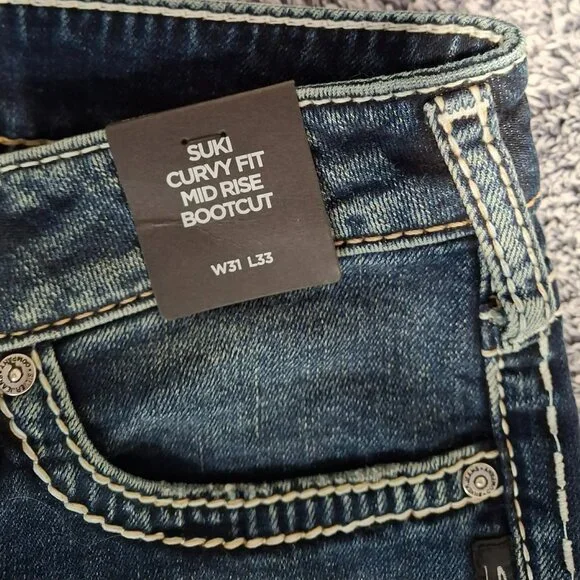 SUKI
CURVY FIT
MID RISE
BOOTCUT
W31 L33